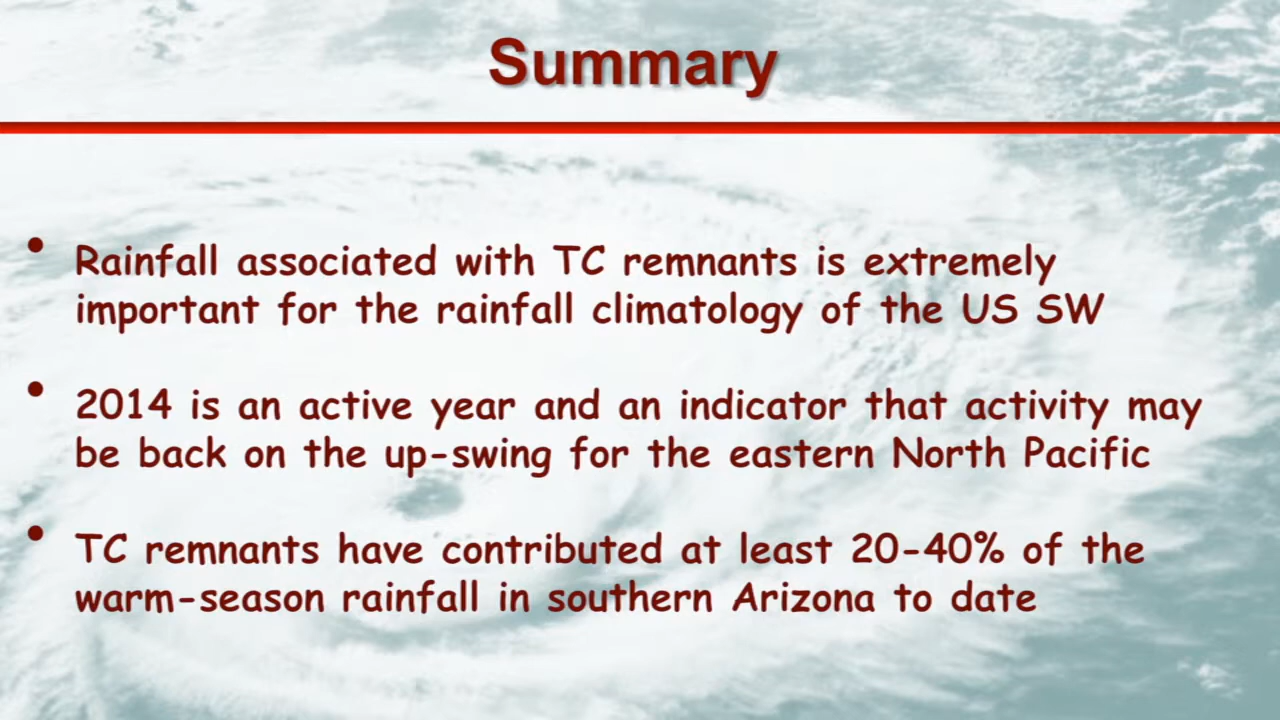 Summary
• Rainfall associated with TC remnants is extremely
important for the rainfall climatology of the US SW
• 2014 is an active year and an indicator that activity may
be back on the up-swing for the eastern North Pacific
• TC remnants have contributed at least 20-40% of the
warm-season rainfall in southern Arizona to date